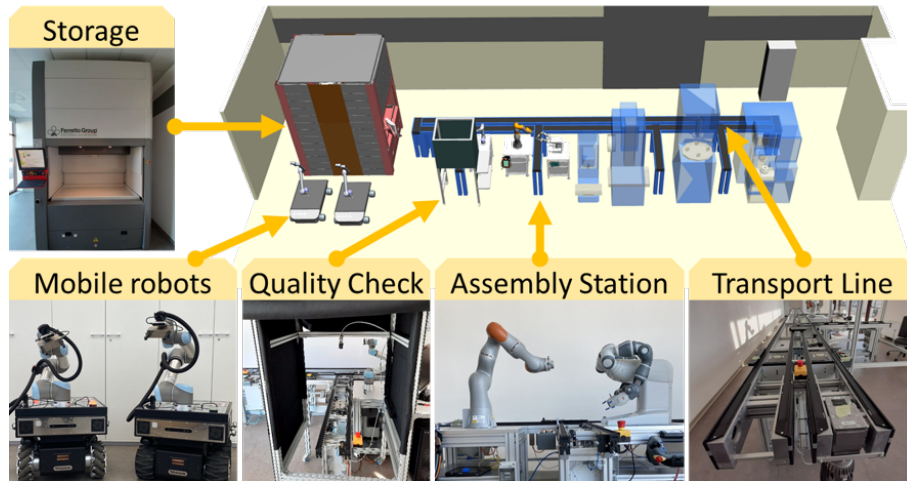 Storage
Ferretto Group
Mobile robots
Quality Check
Assembly Station
Transport Line